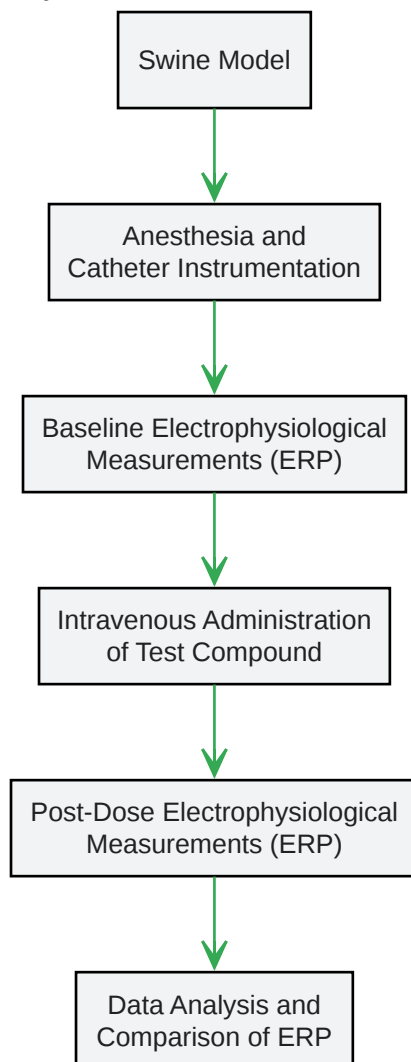 Swine Model
Anesthesia and
Catheter Instrumentation
Baseline Electrophysiological
Measurements (ERP)
Intravenous Administration
of Test Compound
Post-Dose Electrophysiological
Measurements (ERP)
Data Analysis and
Comparison of ERP